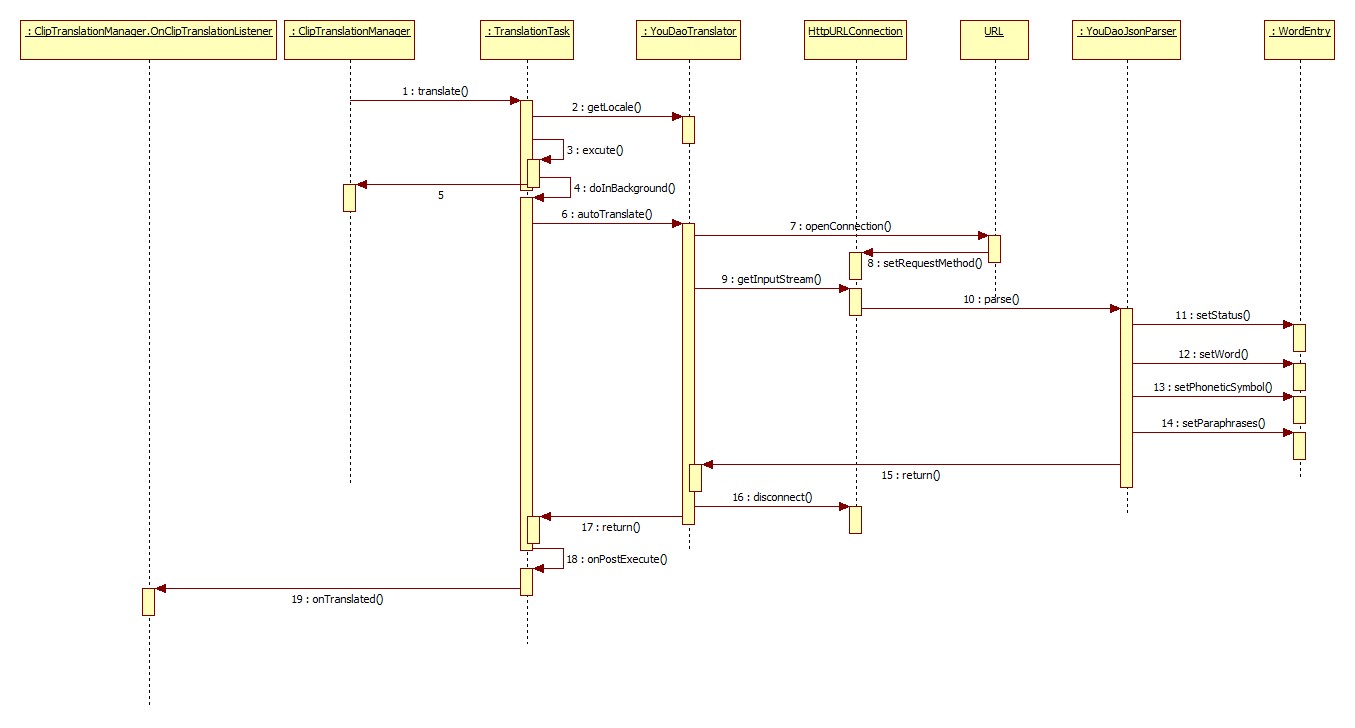 : ClipTranslationManager.OnClipTranslationListener
: ClipTranslationManager
: TranslationTask
: YouDaoTranslator
HttpURLConnection
URL
: YouDaoJsonParser
: WordEntry
1 : translate()
2 : getLocale()
3 : excute()
4 : doInBackground()
5
6 : autoTranslate()
7 : openConnection()
8 : setRequestMethod()
9 : getInputStream()
10 : parse()
11 : setStatus()
12 : setWord()
13 : setPhoneticSymbol()
14 : setParaphrases()
15 : return()
16 : disconnect()
17 : return()
18 : onPostExecute()
19 : onTranslated()